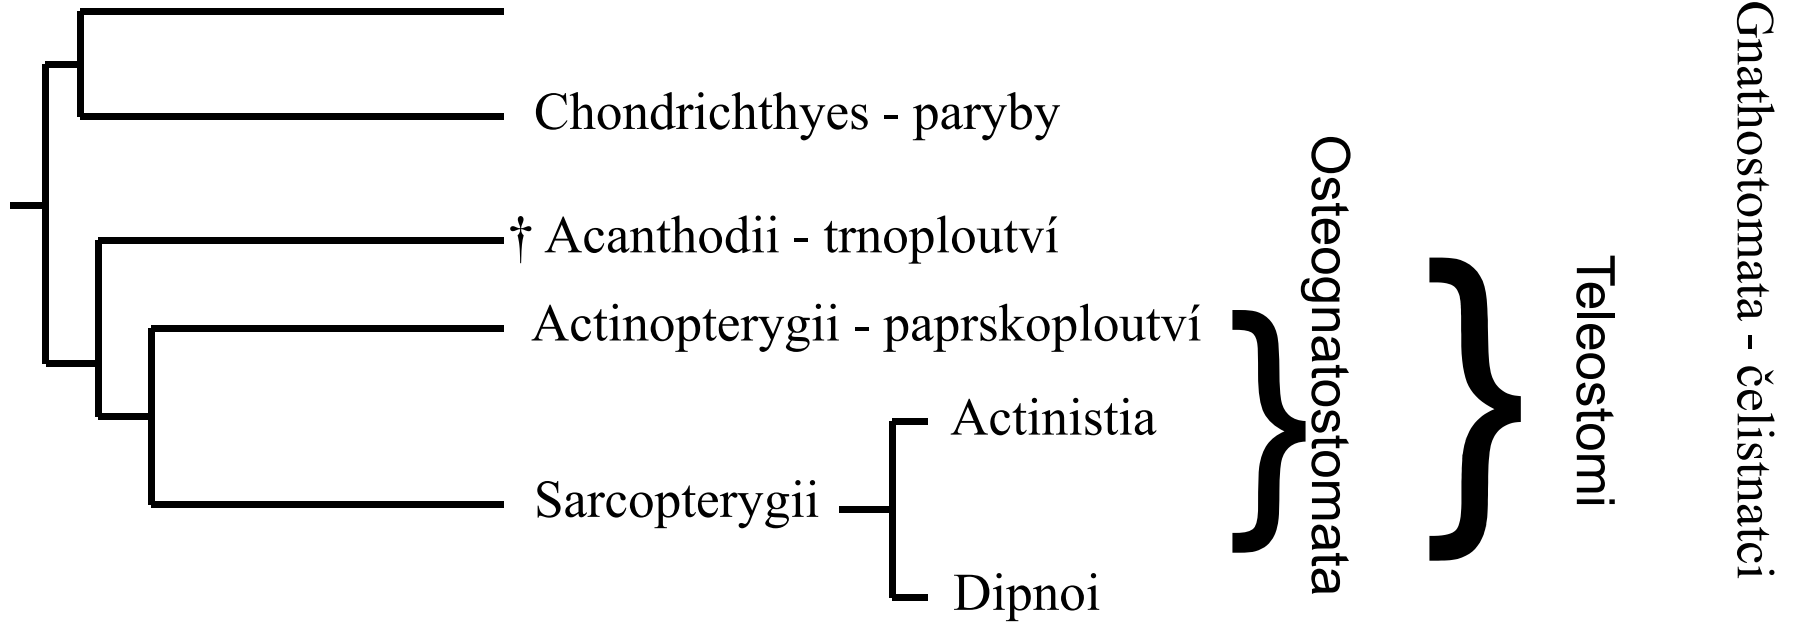 Chondrichthyes - paryby
† Acanthodii - trnoploutví
Actinopterygii - paprskoploutví
Actinistia
Sarcopterygii
Dipnoi
Osteognatostomata
Teleostomi
Gnathostomata - čelistnatci